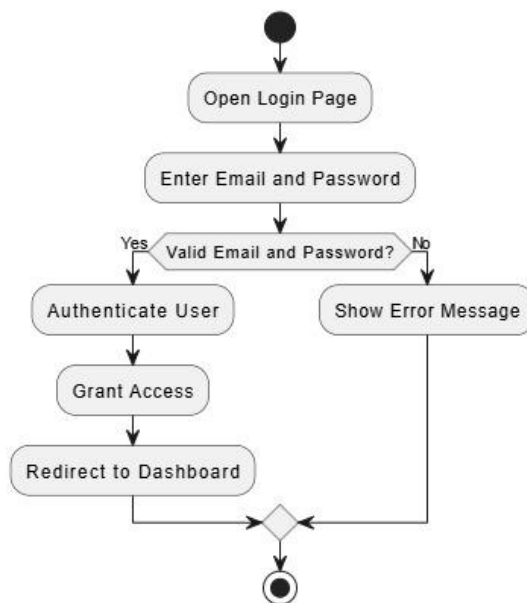 Open Login Page
Enter Email and Password
Yes
Valid Email and Password?
No
Authenticate User
Show Error Message
Grant Access
Redirect to Dashboard